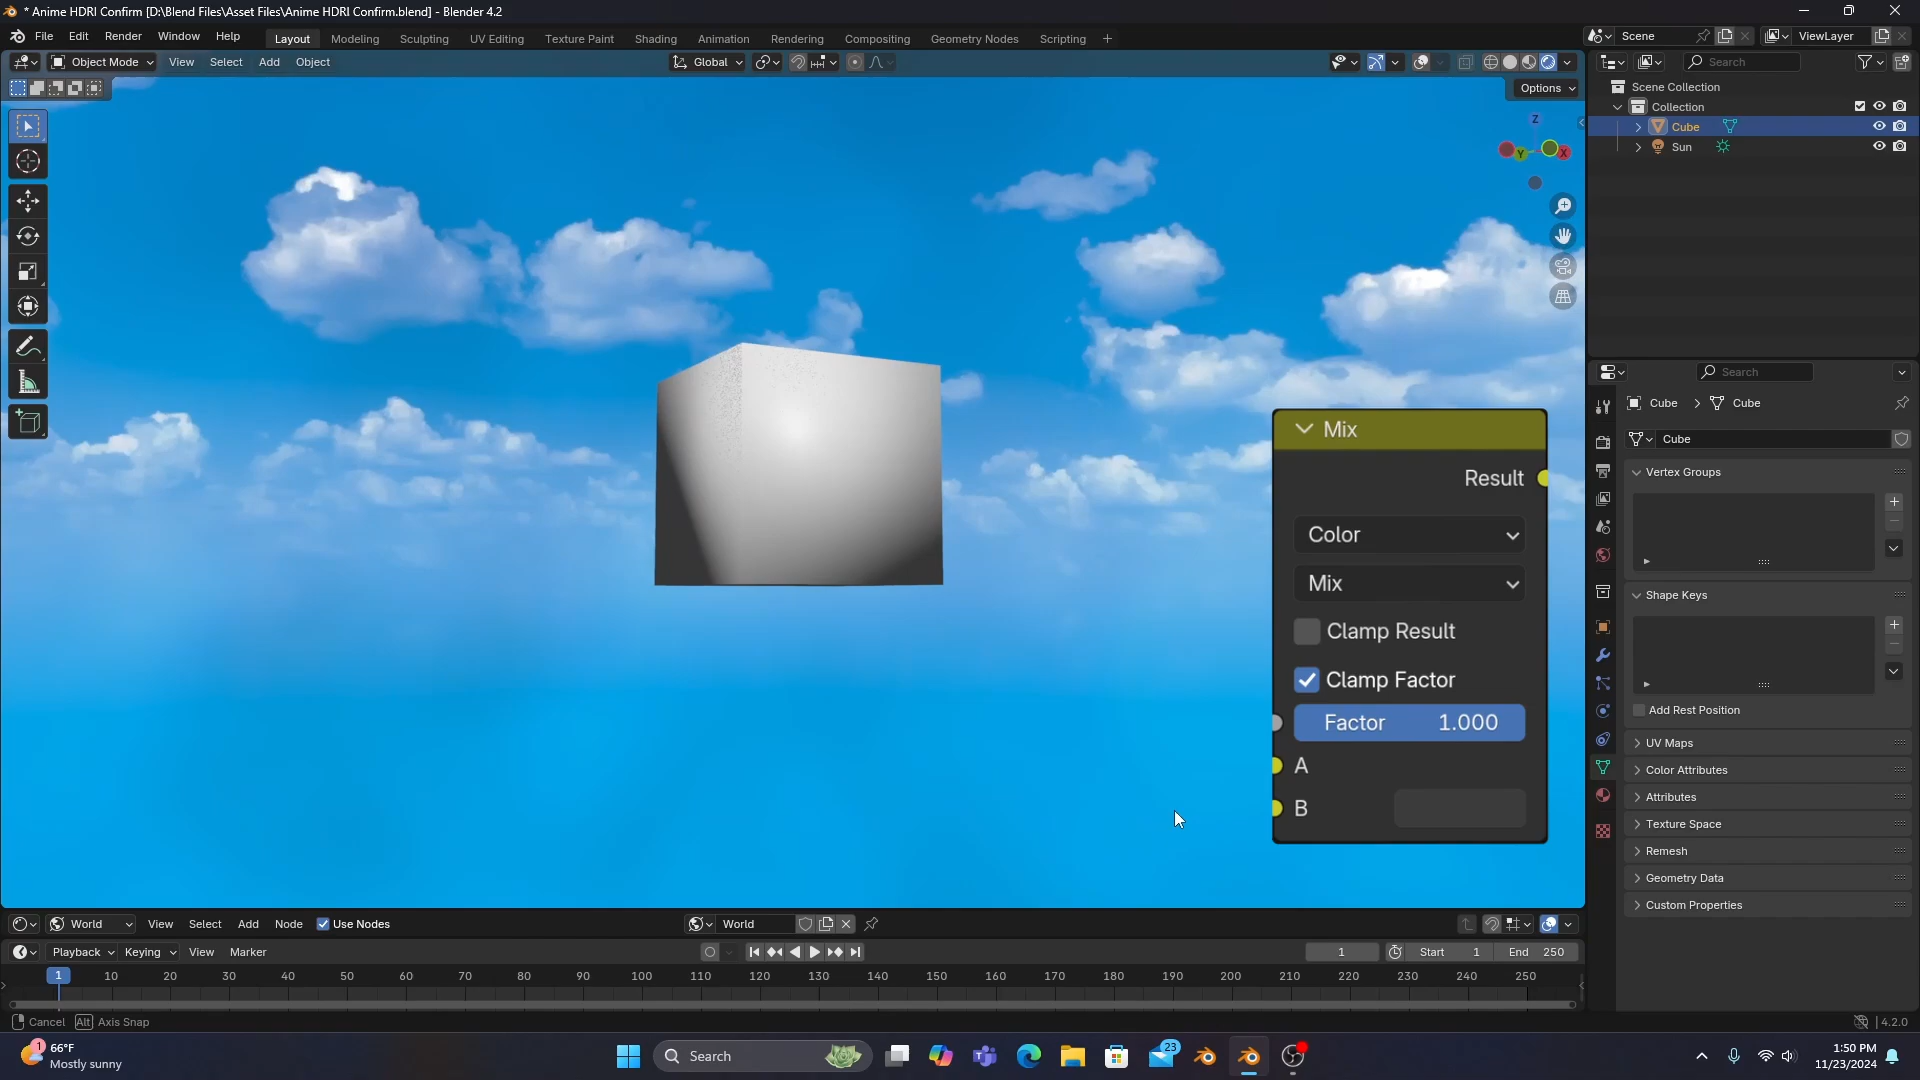 * Anime HDRI Confirm [D:\Blend Files\Asset Files\Anime HDRI Confirm.blend] - Blender 4.2
File Edit Render Window Help Layout Modeling Sculpting UV Editing Texture Paint Shading Animation Rendering Compositing Geometry Nodes Scripting + Scene ViewLayer
Object Mode View Select Add Object Global Search
Options
Scene Collection
Collection
Cube
Sun
Z
Y X
Search
Cube > Cube
Cube
Vertex Groups
Shape Keys
Add Rest Position
UV Maps
Color Attributes
Attributes
Texture Space
Remesh
Geometry Data
Custom Properties
Mix
Result
Color
Mix
Clamp Result
Clamp Factor
Factor 1.000
A
B
World View Select Add Node Use Nodes World
Playback Keying View Marker 1 Start 1 End 250
1 10 20 30 40 50 60 70 80 90 100 110 120 130 140 150 160 170 180 190 200 210 220 230 240 250
Cancel Alt Axis Snap 4.2.0
1 66°F
Mostly sunny
Search
23
1:50 PM
11/23/2024